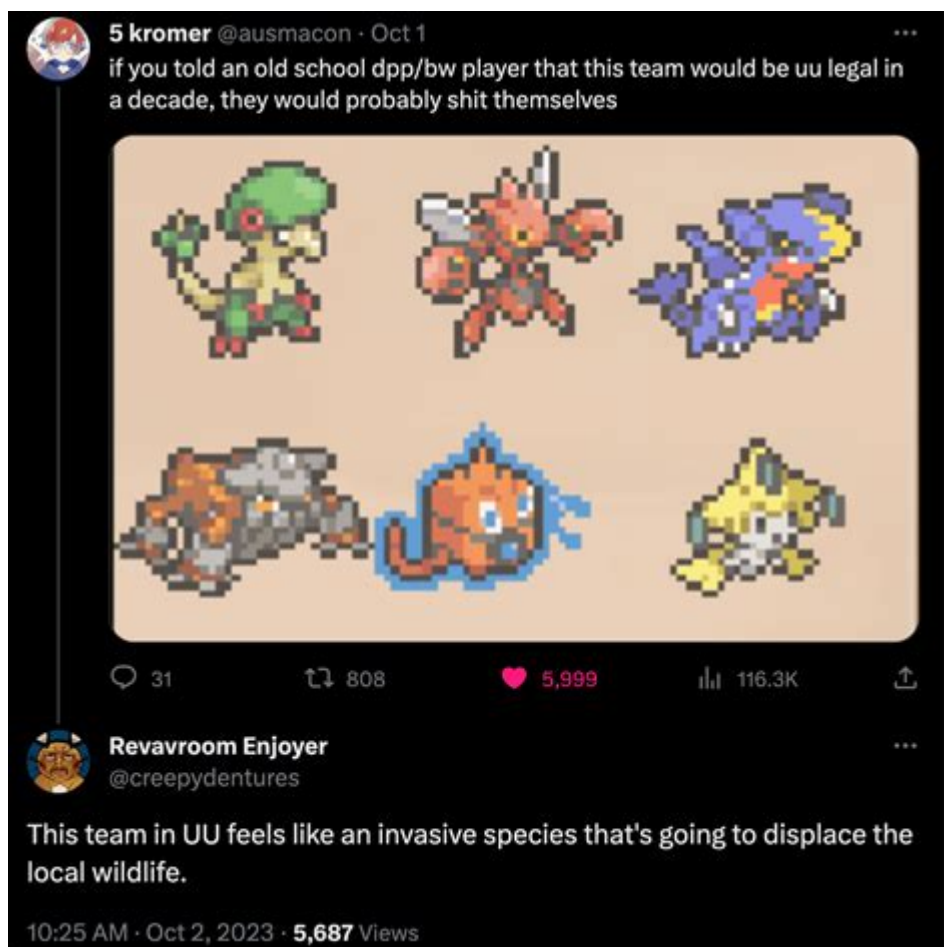 5 kromer @ausmacon · Oct 1
if you told an old school dpp/bw player that this team would be uu legal in
a decade, they would probably shit themselves
31 808 5,999 116.3K
Revavroom Enjoyer
@creepydentures
This team in UU feels like an invasive species that's going to displace the
local wildlife.
10:25 AM · Oct 2, 2023 · 5,687 Views